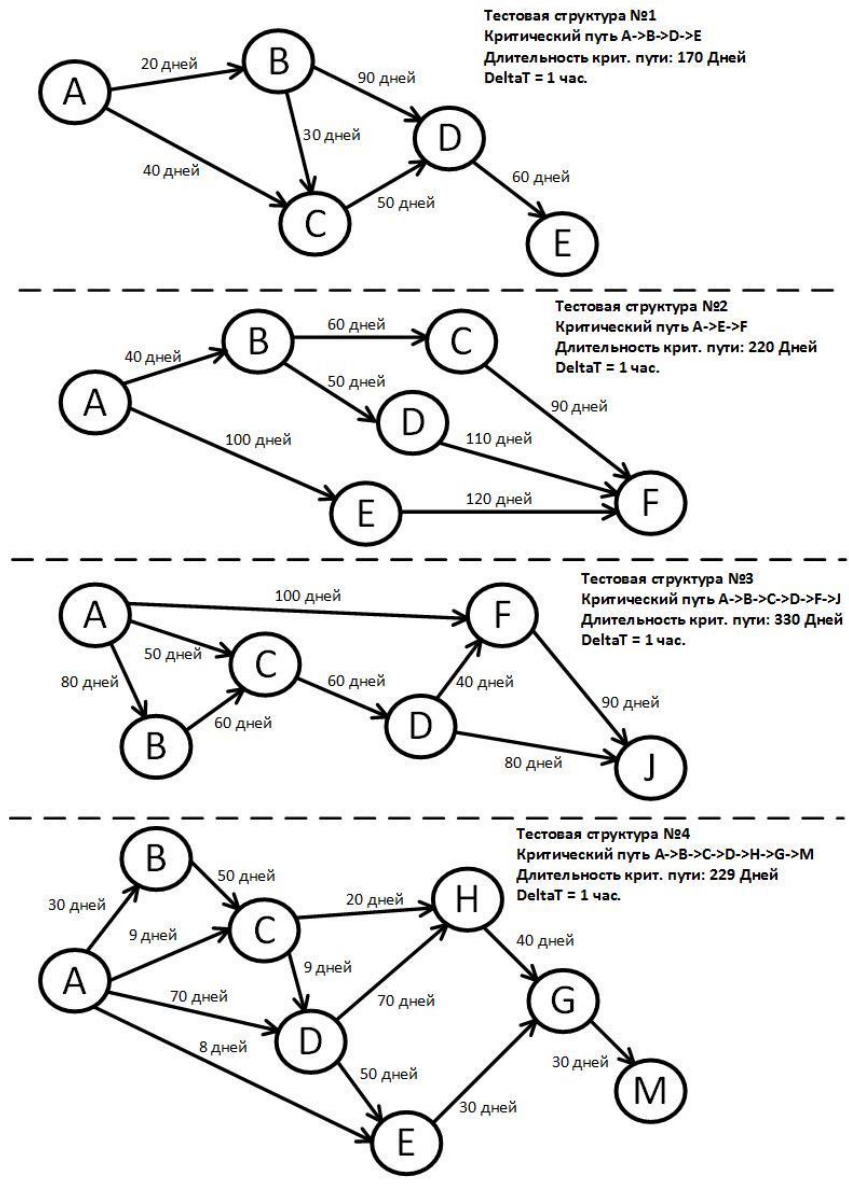 Тестовая структура №1
Критический путь A->B->D->E
Длительность крит. пути: 170 Дней
DeltaT = 1 час.
A
20 дней
B
90 дней
30 дней
D
40 дней
C
50 дней
60 дней
E
Тестовая структура №2
Критический путь A->E->F
Длительность крит. пути: 220 Дней
DeltaT = 1 час.
B
60 дней
C
40 дней
50 дней
A
D
90 дней
100 дней
110 дней
E
120 дней
F
Тестовая структура №3
Критический путь A->B->C->D->F->J
Длительность крит. пути: 330 Дней
DeltaT = 1 час.
A
100 дней
F
50 дней
C
80 дней
60 дней
40 дней
60 дней
90 дней
B
D
80 дней
J
Тестовая структура №4
Критический путь A->B->C->D->H->G->M
Длительность крит. пути: 229 Дней
DeltaT = 1 час.
B
50 дней
30 дней
20 дней
H
9 дней
C
40 дней
A
9 дней
70 дней
70 дней
G
8 дней
D
50 дней
30 дней
M
30 дней
E